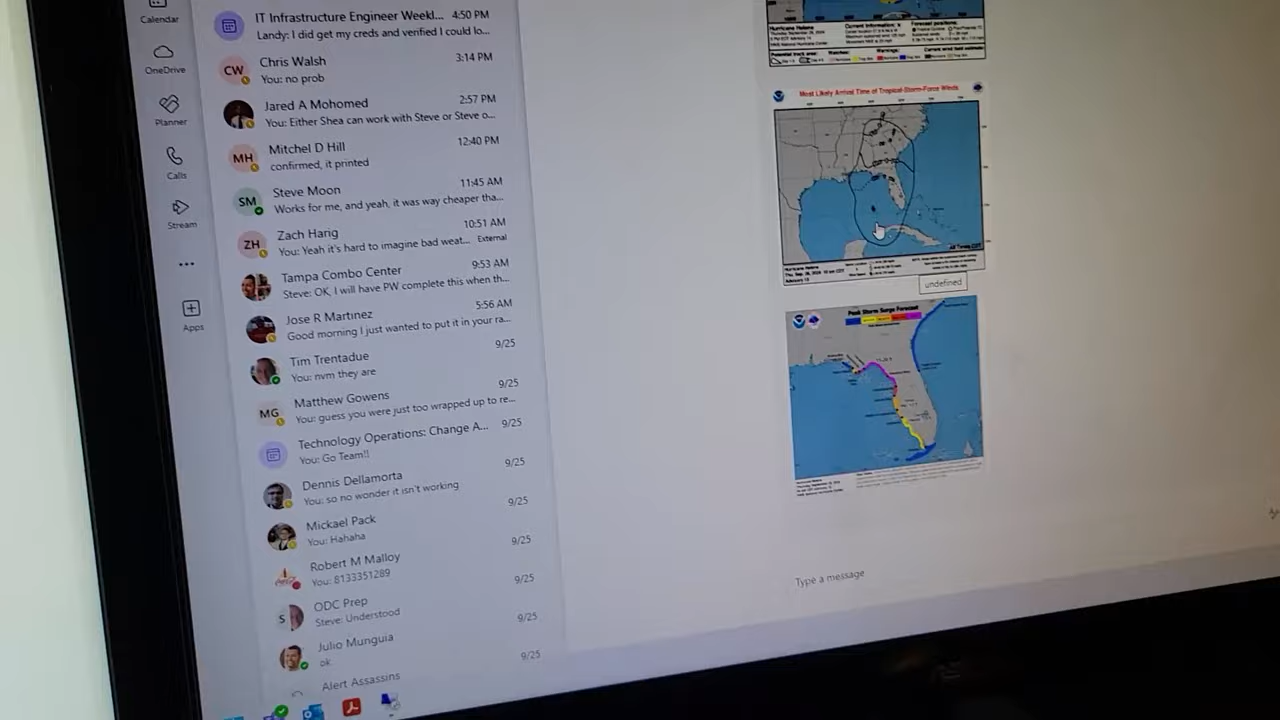 Calendar
OneDrive
Planner
Calls
Stream
Apps
IT Infrastructure Engineer Weekl... 4:50 PM
Landy: I did get my creds and verified I could lo...
Chris Walsh 3:14 PM
You: no prob
Jared A Mohomed 2:57 PM
You: Either Shea can work with Steve or Steve o...
MH Mitchel D Hill 12:40 PM
confirmed, it printed
SM Steve Moon 11:45 AM
Works for me, and yeah, it was way cheaper tha...
ZH Zach Harig 10:51 AM
You: Yeah it's hard to imagine bad weat... External
Tampa Combo Center 9:53 AM
Steve: OK, I will have PW complete this when th...
Jose R Martinez 5:56 AM
Good morning I just wanted to put it in your ra...
Tim Trentadue 9/25
You: nvm they are
MG Matthew Gowens 9/25
You: guess you were just too wrapped up to re...
Technology Operations: Change A... 9/25
You: Go Team!!
Dennis Dellamorta 9/25
You: so no wonder it isn't working
Mickael Pack 9/25
You: Hahaha
Robert M Malloy 9/25
You: 8133351289
S ODC Prep 9/25
Steve: Understood
Julio Munguia 9/25
ok
Alert Assassins 9/25
Hurricane Helene
Most Likely Arrival Time of Tropical-Storm-Force Winds
Hurricane Helene
undefined
Peak Storm Surge Forecast
Type a message